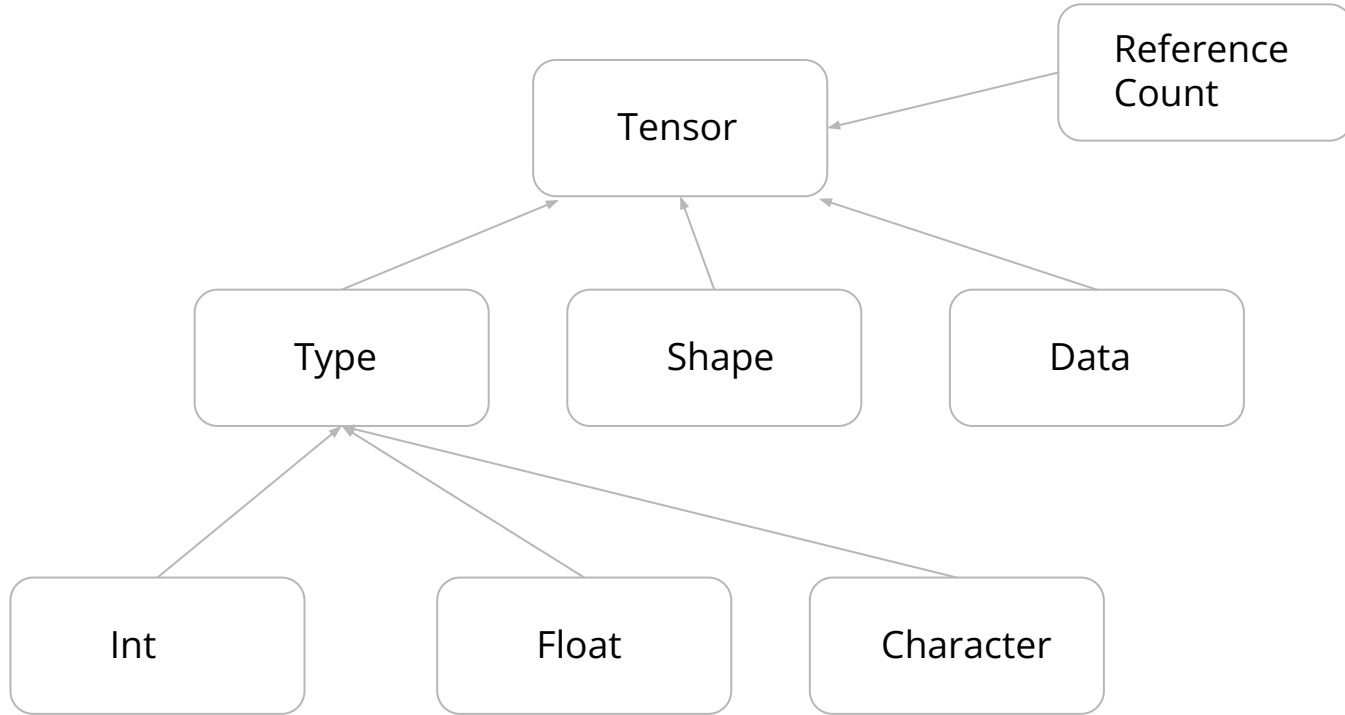 Reference
Count
Tensor
Type
Shape
Data
Int
Float
Character